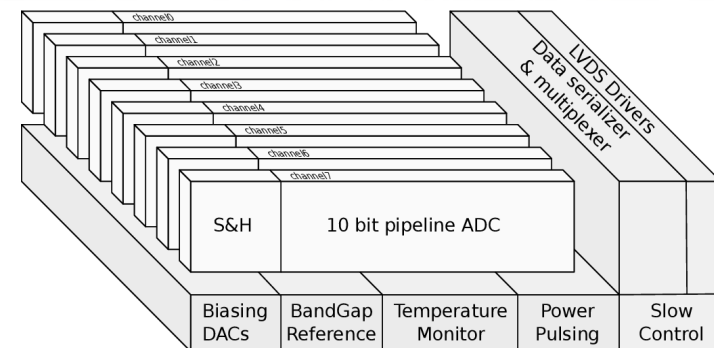 channel0
channel1
channel2
channel3
channel4
channel5
channel6
channel7
LVDS Drivers
Data serializer
& multiplexer
S&H
10 bit pipeline ADC
Biasing
DACs
BandGap
Reference
Temperature
Monitor
Power
Pulsing
Slow
Control